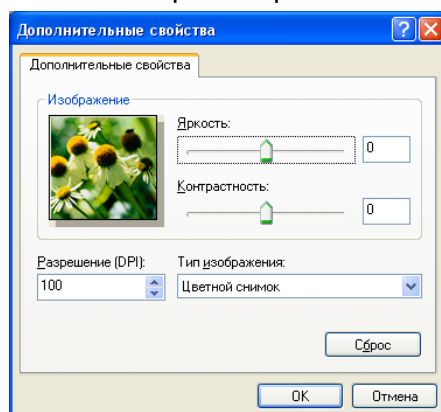 Дополнительные свойства
Дополнительные свойства
Изображение
Яркость:
0
Контрастность:
0
Разрешение (DPI): Тип изображения:
100 Цветной снимок
Сброс
OK Отмена